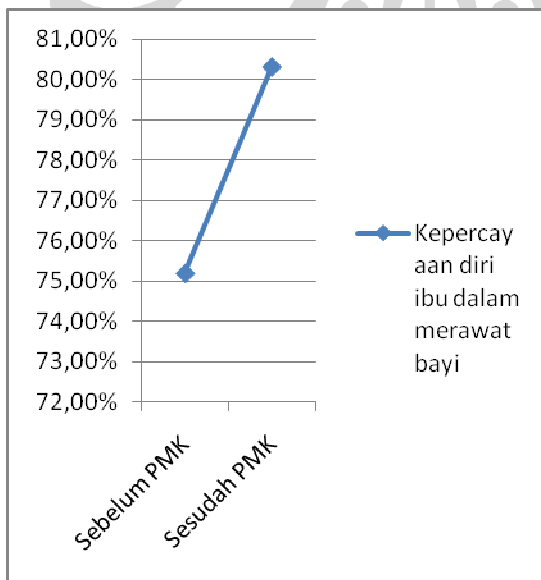 81,00%
80,00%
79,00%
78,00%
77,00%
76,00%
75,00%
74,00%
73,00%
72,00%
Sebelum PMK
Sesudah PMK
Kepercay
aan diri
ibu dalam
merawat
bayi